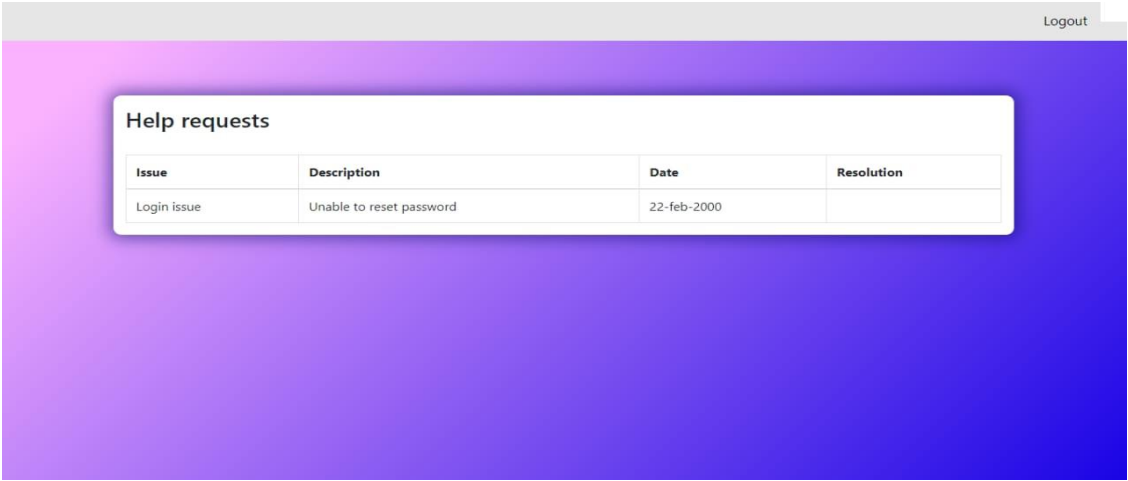 Logout
Help requests
Issue Description Date Resolution
Login issue Unable to reset password 22-feb-2000